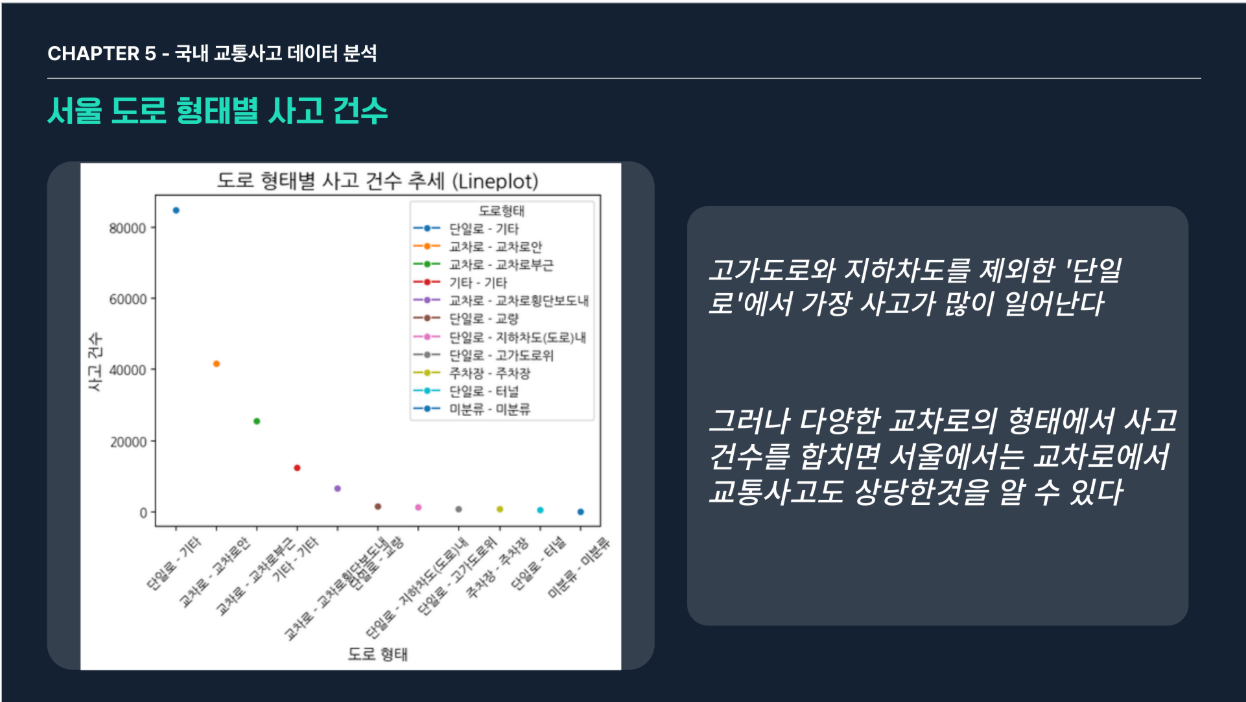 CHAPTER 5 - 국내 교통사고 데이터 분석
서울 도로 형태별 사고 건수
도로 형태별 사고 건수 추세 (Lineplot)
사고 건수
80000
60000
40000
20000
0
도로형태
단일로 - 기타
교차로 - 교차로안
교차로 - 교차로부근
기타 - 기타
교차로 - 교차로횡단보도내
단일로 - 교량
단일로 - 지하차도(도로)내
단일로 - 고가도로위
주차장 - 주차장
단일로 - 터널
미분류 - 미분류
단일로 - 기타
교차로 - 교차로안
교차로 - 교차로부근
기타 - 기타
교차로 - 교차로횡단보도내
단일로 - 교량
단일로 - 지하차도(도로)내
단일로 - 고가도로위
주차장 - 주차장
단일로 - 터널
미분류 - 미분류
도로 형태
고가도로와 지하차도를 제외한 '단일
로'에서 가장 사고가 많이 일어난다
그러나 다양한 교차로의 형태에서 사고
건수를 합치면 서울에서는 교차로에서
교통사고도 상당한것을 알 수 있다